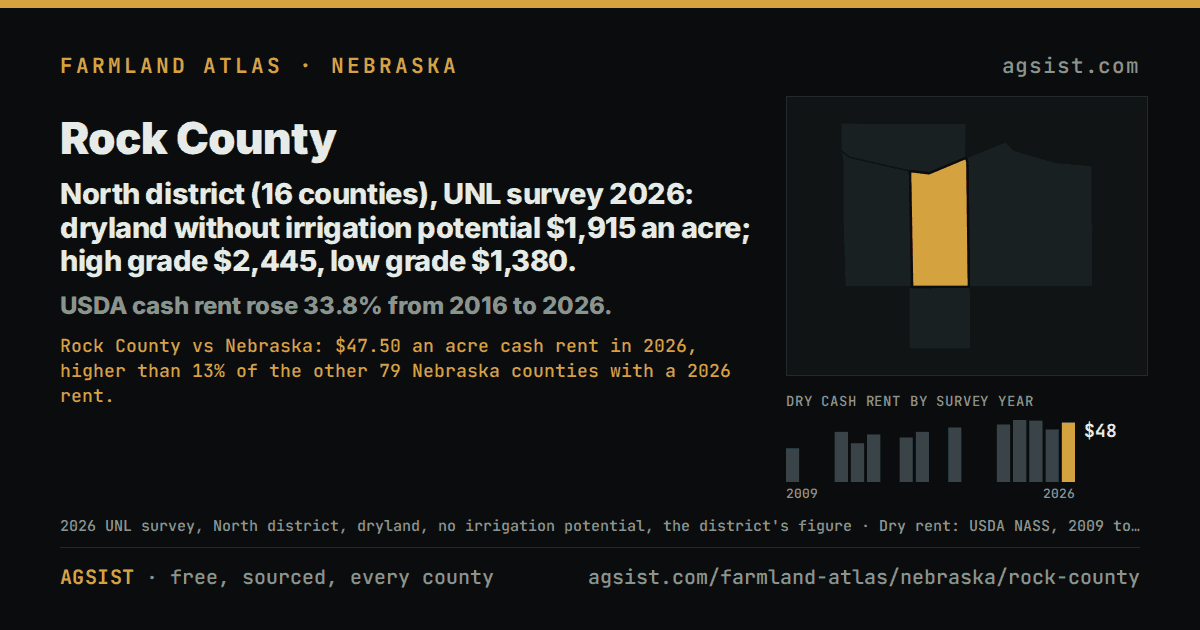 FARMLAND ATLAS · NEBRASKA
agsist.com
Rock County
North district (16 counties), UNL survey 2026:
dryland without irrigation potential $1,915 an acre;
high grade $2,445, low grade $1,380.
USDA cash rent rose 33.8% from 2016 to 2026.
Rock County vs Nebraska: $47.50 an acre cash rent in 2026,
higher than 13% of the other 79 Nebraska counties with a 2026
rent.
DRY CASH RENT BY SURVEY YEAR
$48
2009
2026
2026 UNL survey, North district, dryland, no irrigation potential, the district's figure · Dry rent: USDA NASS, 2009 to…
AGSIST · free, sourced, every county
agsist.com/farmland-atlas/nebraska/rock-county